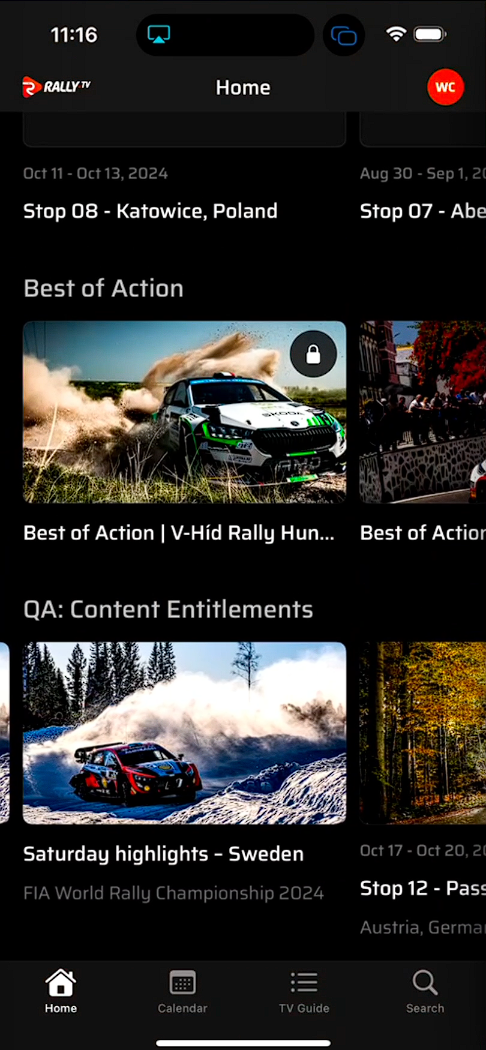 11:16
RALLY.TV
Home
WC
Oct 11 - Oct 13, 2024
Aug 30 - Sep 1, 20
Stop 08 - Katowice, Poland
Stop 07 - Abe
Best of Action
ŠKODA
Best of Action | V-Híd Rally Hun...
Best of Action
QA: Content Entitlements
Saturday highlights – Sweden
FIA World Rally Championship 2024
Oct 17 - Oct 20, 2
Stop 12 - Pass
Austria, Germa
Home
Calendar
TV Guide
Search